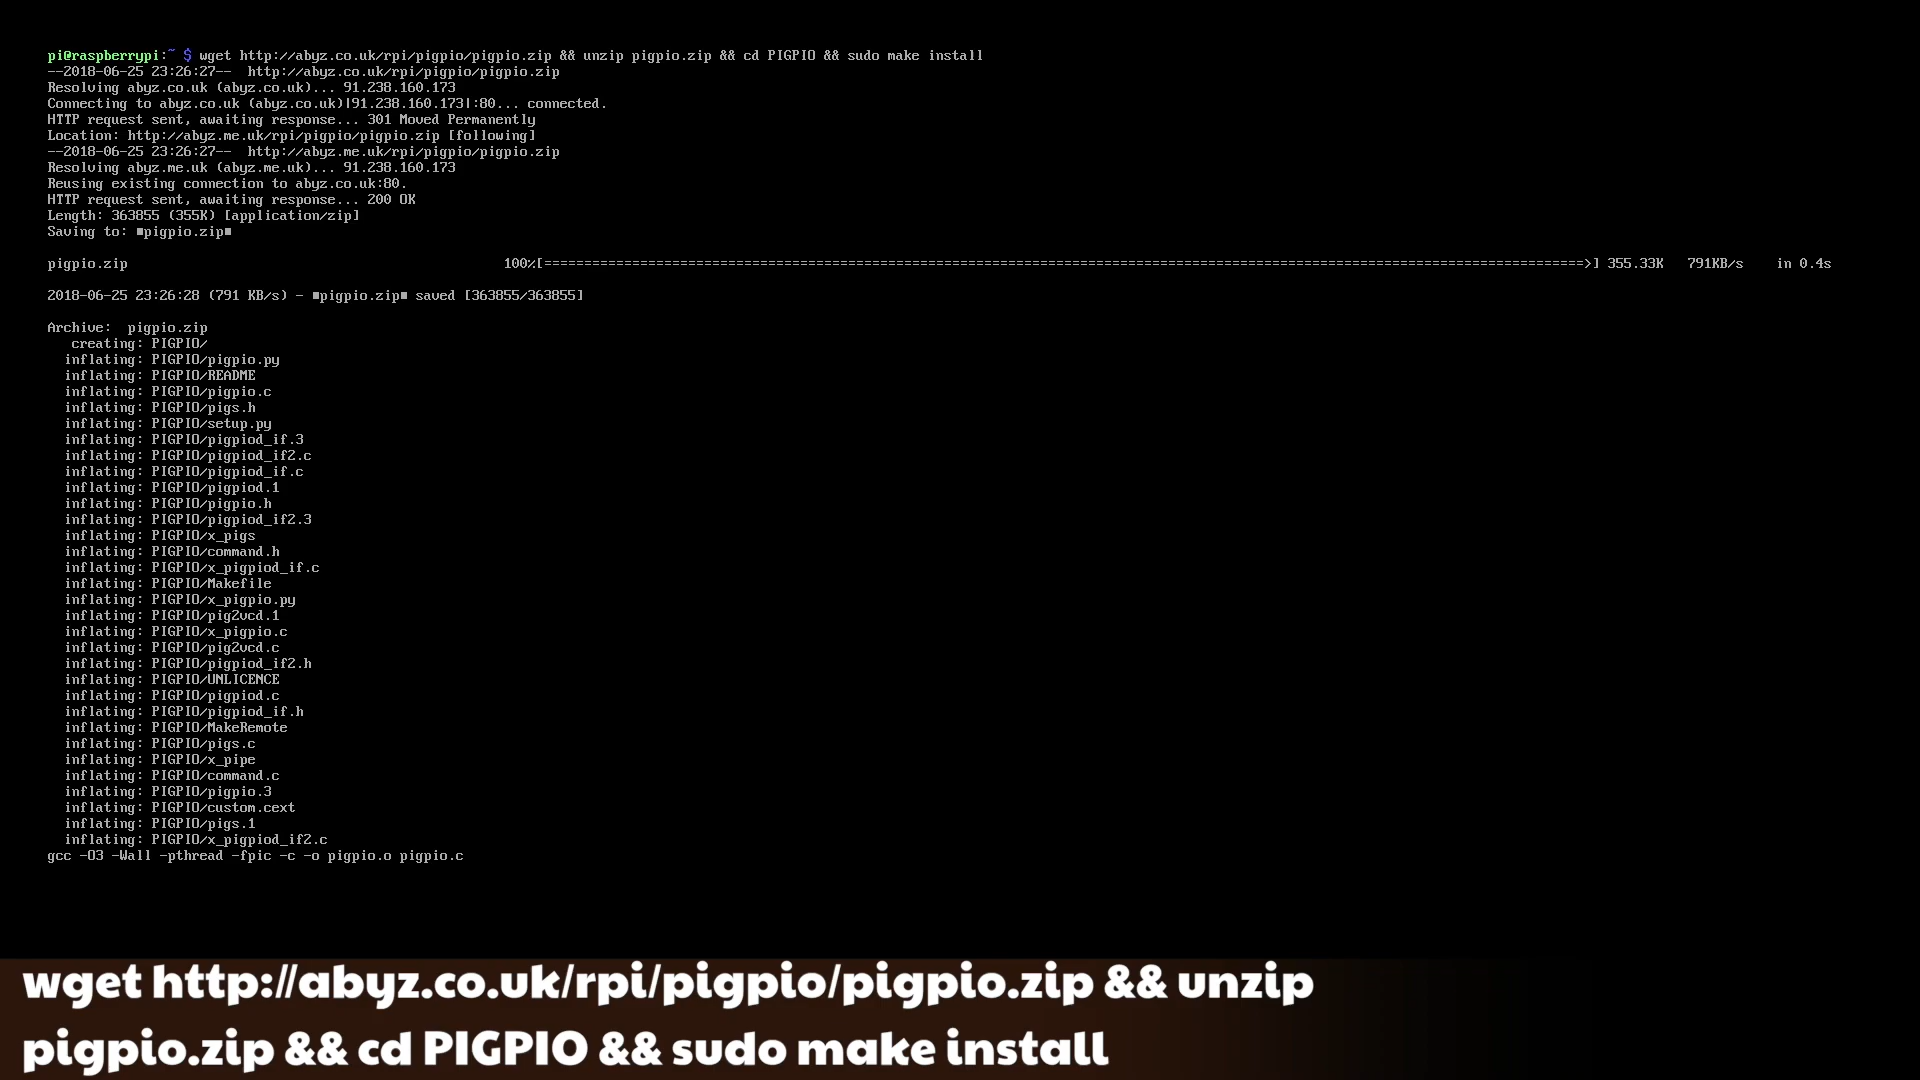 pi@raspberrypi:~ $ wget http://abyz.co.uk/rpi/pigpio/pigpio.zip && unzip pigpio.zip && cd PIGPIO && sudo make install
--2018-06-25 23:26:27--  http://abyz.co.uk/rpi/pigpio/pigpio.zip
Resolving abyz.co.uk (abyz.co.uk)... 91.238.160.173
Connecting to abyz.co.uk (abyz.co.uk)|91.238.160.173|:80... connected.
HTTP request sent, awaiting response... 301 Moved Permanently
Location: http://abyz.me.uk/rpi/pigpio/pigpio.zip [following]
--2018-06-25 23:26:27--  http://abyz.me.uk/rpi/pigpio/pigpio.zip
Resolving abyz.me.uk (abyz.me.uk)... 91.238.160.173
Reusing existing connection to abyz.co.uk:80.
HTTP request sent, awaiting response... 200 OK
Length: 363855 (355K) [application/zip]
Saving to: ■pigpio.zip■
pigpio.zip 100%[==================================================================================================================================>] 355.33K 791KB/s in 0.4s
2018-06-25 23:26:28 (791 KB/s) - ■pigpio.zip■ saved [363855/363855]
Archive:  pigpio.zip
creating: PIGPIO/
inflating: PIGPIO/pigpio.py
inflating: PIGPIO/README
inflating: PIGPIO/pigpio.c
inflating: PIGPIO/pigs.h
inflating: PIGPIO/setup.py
inflating: PIGPIO/pigpiod_if.3
inflating: PIGPIO/pigpiod_if2.c
inflating: PIGPIO/pigpiod_if.c
inflating: PIGPIO/pigpiod.1
inflating: PIGPIO/pigpio.h
inflating: PIGPIO/pigpiod_if2.3
inflating: PIGPIO/x_pigs
inflating: PIGPIO/command.h
inflating: PIGPIO/x_pigpiod_if.c
inflating: PIGPIO/Makefile
inflating: PIGPIO/x_pigpio.py
inflating: PIGPIO/pig2vcd.1
inflating: PIGPIO/x_pigpio.c
inflating: PIGPIO/pig2vcd.c
inflating: PIGPIO/pigpiod_if2.h
inflating: PIGPIO/UNLICENCE
inflating: PIGPIO/pigpiod.c
inflating: PIGPIO/pigpiod_if.h
inflating: PIGPIO/MakeRemote
inflating: PIGPIO/pigs.c
inflating: PIGPIO/x_pipe
inflating: PIGPIO/command.c
inflating: PIGPIO/pigpio.3
inflating: PIGPIO/custom.cext
inflating: PIGPIO/pigs.1
inflating: PIGPIO/x_pigpiod_if2.c
gcc -O3 -Wall -pthread -fpic -c -o pigpio.o pigpio.c
wget http://abyz.co.uk/rpi/pigpio/pigpio.zip && unzip
pigpio.zip && cd PIGPIO && sudo make install